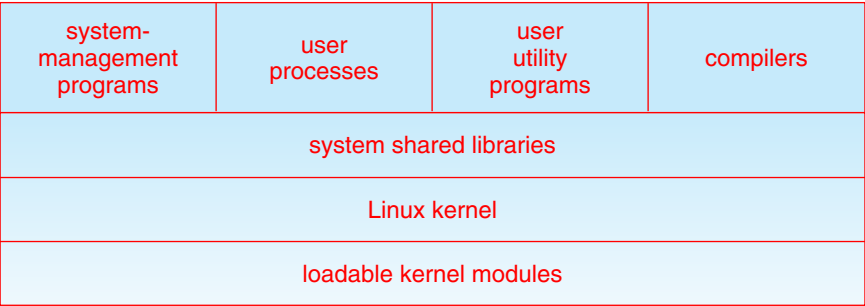 system-
management
programs
user
processes
user
utility
programs
compilers
system shared libraries
Linux kernel
loadable kernel modules